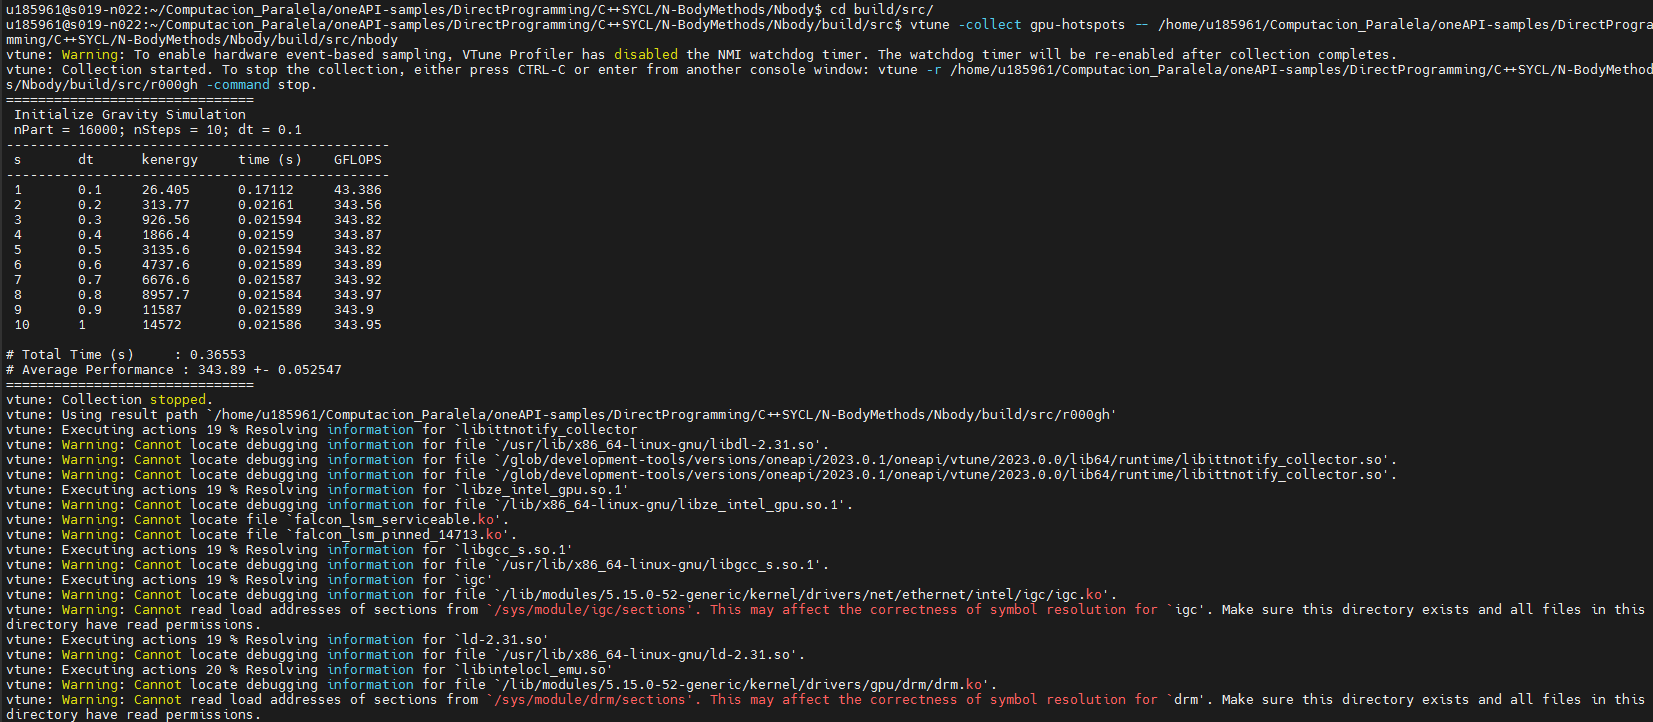 u185961@s019-n022:~/Computacion_Paralela/oneAPI-samples/DirectProgramming/C++SYCL/N-BodyMethods/Nbody$ cd build/src/
u185961@s019-n022:~/Computacion_Paralela/oneAPI-samples/DirectProgramming/C++SYCL/N-BodyMethods/Nbody/build/src$ vtune -collect gpu-hotspots -- /home/u185961/Computacion_Paralela/oneAPI-samples/DirectProgra
mming/C++SYCL/N-BodyMethods/Nbody/build/src/nbody
vtune: Warning: To enable hardware event-based sampling, VTune Profiler has disabled the NMI watchdog timer. The watchdog timer will be re-enabled after collection completes.
vtune: Collection started. To stop the collection, either press CTRL-C or enter from another console window: vtune -r /home/u185961/Computacion_Paralela/oneAPI-samples/DirectProgramming/C++SYCL/N-BodyMethod
s/Nbody/build/src/r000gh -command stop.
===============================
 Initialize Gravity Simulation
 nPart = 16000; nSteps = 10; dt = 0.1
------------------------------------------------
 s       dt      kenergy     time (s)    GFLOPS
------------------------------------------------
 1       0.1     26.405      0.17112     43.386
 2       0.2     313.77      0.02161     343.56
 3       0.3     926.56      0.021594    343.82
 4       0.4     1866.4      0.02159     343.87
 5       0.5     3135.6      0.021594    343.82
 6       0.6     4737.6      0.021589    343.89
 7       0.7     6676.6      0.021587    343.92
 8       0.8     8957.7      0.021584    343.97
 9       0.9     11587       0.021589    343.9
 10      1       14572       0.021586    343.95
# Total Time (s)     : 0.36553
# Average Performance : 343.89 +- 0.052547
===============================
vtune: Collection stopped.
vtune: Using result path `/home/u185961/Computacion_Paralela/oneAPI-samples/DirectProgramming/C++SYCL/N-BodyMethods/Nbody/build/src/r000gh'
vtune: Executing actions 19 % Resolving information for `libittnotify_collector
vtune: Warning: Cannot locate debugging information for file `/usr/lib/x86_64-linux-gnu/libdl-2.31.so'.
vtune: Warning: Cannot locate debugging information for file `/glob/development-tools/versions/oneapi/2023.0.1/oneapi/vtune/2023.0.0/lib64/runtime/libittnotify_collector.so'.
vtune: Warning: Cannot locate debugging information for file `/glob/development-tools/versions/oneapi/2023.0.1/oneapi/vtune/2023.0.0/lib64/runtime/libittnotify_collector.so'.
vtune: Executing actions 19 % Resolving information for `libze_intel_gpu.so.1'
vtune: Warning: Cannot locate debugging information for file `/lib/x86_64-linux-gnu/libze_intel_gpu.so.1'.
vtune: Warning: Cannot locate file `falcon_lsm_serviceable.ko'.
vtune: Warning: Cannot locate file `falcon_lsm_pinned_14713.ko'.
vtune: Executing actions 19 % Resolving information for `libgcc_s.so.1'
vtune: Warning: Cannot locate debugging information for file `/usr/lib/x86_64-linux-gnu/libgcc_s.so.1'.
vtune: Executing actions 19 % Resolving information for `igc'
vtune: Warning: Cannot locate debugging information for file `/lib/modules/5.15.0-52-generic/kernel/drivers/net/ethernet/intel/igc/igc.ko'.
vtune: Warning: Cannot read load addresses of sections from `/sys/module/igc/sections'. This may affect the correctness of symbol resolution for `igc'. Make sure this directory exists and all files in this
directory have read permissions.
vtune: Executing actions 19 % Resolving information for `ld-2.31.so'
vtune: Warning: Cannot locate debugging information for file `/usr/lib/x86_64-linux-gnu/ld-2.31.so'.
vtune: Executing actions 20 % Resolving information for `libintelocl_emu.so'
vtune: Warning: Cannot locate debugging information for file `/lib/modules/5.15.0-52-generic/kernel/drivers/gpu/drm/drm.ko'.
vtune: Warning: Cannot read load addresses of sections from `/sys/module/drm/sections'. This may affect the correctness of symbol resolution for `drm'. Make sure this directory exists and all files in this
directory have read permissions.